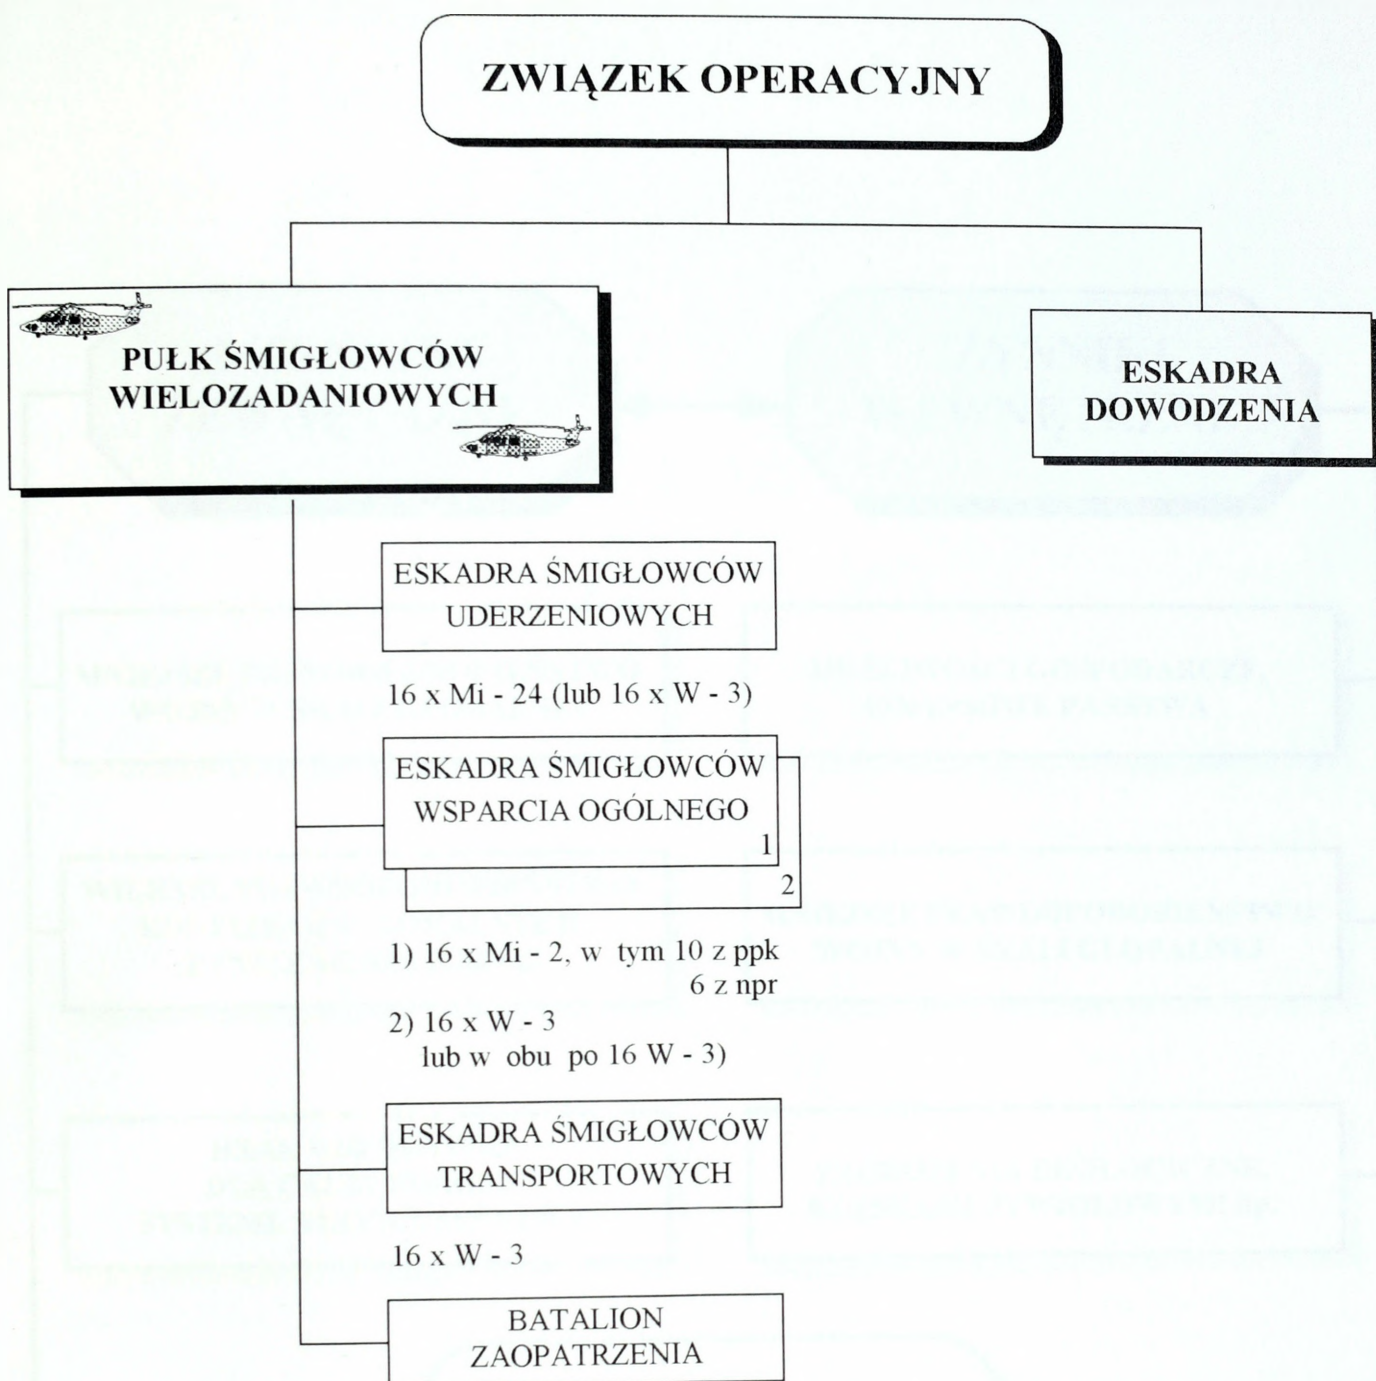 ZWIĄZEK OPERACYJNY
PUŁK ŚMIGŁOWCÓW
WIELOZADANIOWYCH
ESKADRA
DOWODZENIA
ESKADRA ŚMIGŁOWCÓW
UDERZENIOWYCH
16 x Mi - 24 (lub 16 x W - 3)
ESKADRA ŚMIGŁOWCÓW
WSPARCIA OGÓLNEGO
1
2
1) 16 x Mi - 2, w tym 10 z ppk
6 z npr
2) 16 x W - 3
lub w obu po 16 W - 3)
ESKADRA ŚMIGŁOWCÓW
TRANSPORTOWYCH
16 x W - 3
BATALION
ZAOPATRZENIA